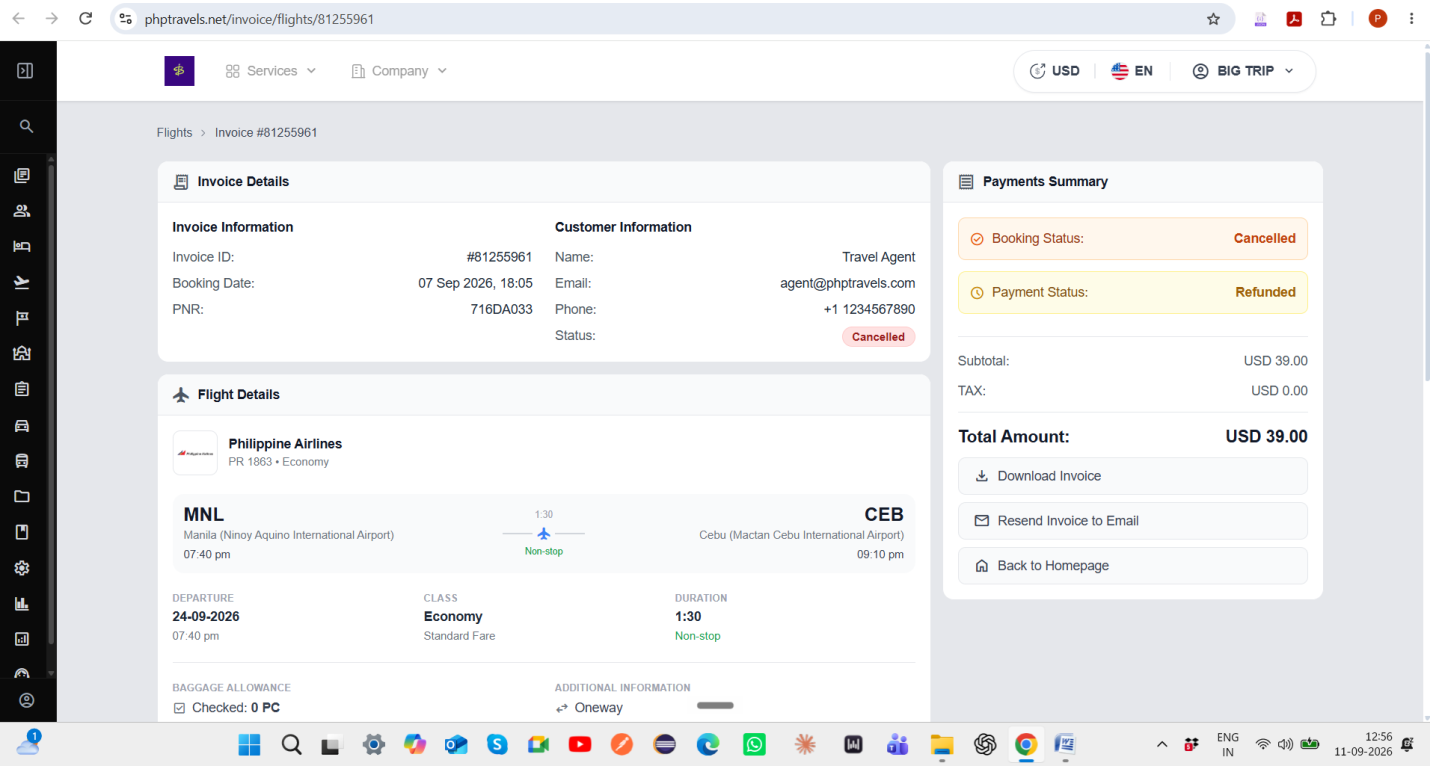 phptravels.net/invoice/flights/81255961
P
Services
Company
USD
EN
BIG TRIP
Flights > Invoice #81255961
Invoice Details
Invoice Information
Invoice ID: #81255961
Booking Date: 07 Sep 2026, 18:05
PNR: 716DA033
Customer Information
Name: Travel Agent
Email: agent@phptravels.com
Phone: +1 1234567890
Status: Cancelled
Flight Details
Philippine Airlines
Philippine Airlines
PR 1863 • Economy
MNL
Manila (Ninoy Aquino International Airport)
07:40 pm
1:30
Non-stop
CEB
Cebu (Mactan Cebu International Airport)
09:10 pm
DEPARTURE
24-09-2026
07:40 pm
CLASS
Economy
Standard Fare
DURATION
1:30
Non-stop
BAGGAGE ALLOWANCE
Checked: 0 PC
ADDITIONAL INFORMATION
Oneway
Payments Summary
Booking Status: Cancelled
Payment Status: Refunded
Subtotal: USD 39.00
TAX: USD 0.00
Total Amount: USD 39.00
Download Invoice
Resend Invoice to Email
Back to Homepage
1
ENG
IN
12:56
11-09-2026